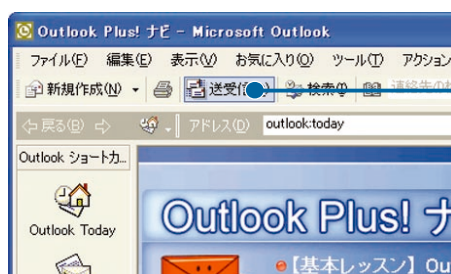 Outlook Plus! ナビ - Microsoft Outlook
ファイル(F) 編集(E) 表示(V) お気に入り(O) ツール(T) アクション
新規作成(N) 送受信 検索(I)
戻る(B) アドレス(D) outlook:today
Outlook ショートカ...
Outlook Today
Outlook Plus! ナ
【基本レッスン】 Ou